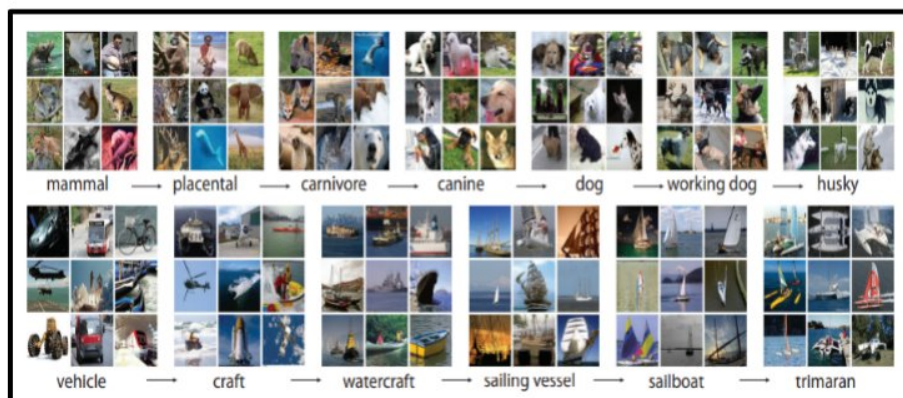 mammal → placental → carnivore → canine → dog → working dog → husky
vehicle → craft → watercraft → sailing vessel → sailboat → trimaran